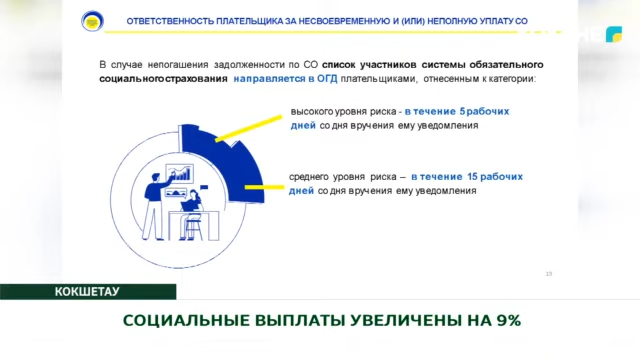 ОТВЕТСТВЕННОСТЬ ПЛАТЕЛЬЩИКА ЗА НЕСВОЕВРЕМЕННУЮ И (ИЛИ) НЕПОЛНУЮ УПЛАТУ СО
В случае непогашения задолженности по СО список участников системы обязательного
социального страхования направляется в ОГД плательщиками, отнесенным к категории:
высокого уровня риска - в течение 5 рабочих
дней со дня вручения ему уведомления
среднего уровня риска – в течение 15 рабочих
дней со дня вручения ему уведомления
13
КОКШЕТАУ
СОЦИАЛЬНЫЕ ВЫПЛАТЫ УВЕЛИЧЕНЫ НА 9%